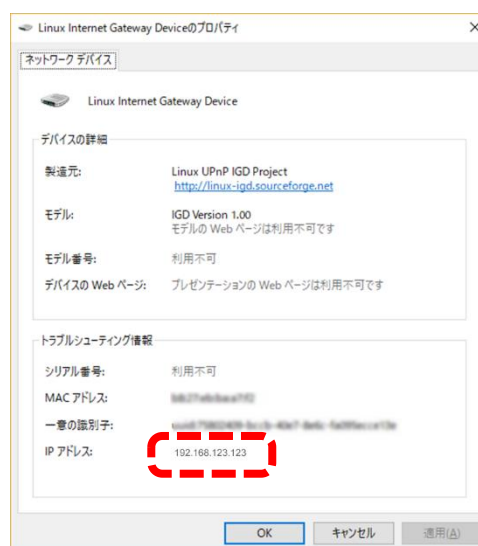 Linux Internet Gateway Deviceのプロパティ
ネットワーク デバイス
Linux Internet Gateway Device
デバイスの詳細
製造元: Linux UPnP IGD Project
http://linux-igd.sourceforge.net
モデル: IGD Version 1.00
モデルの Web ページは利用不可です
モデル番号: 利用不可
デバイスの Web ページ: プレゼンテーションの Web ページは利用不可です
トラブルシューティング情報
シリアル番号: 利用不可
MAC アドレス:
一意の識別子:
IP アドレス: 192.168.123.123
OK キャンセル 適用(A)